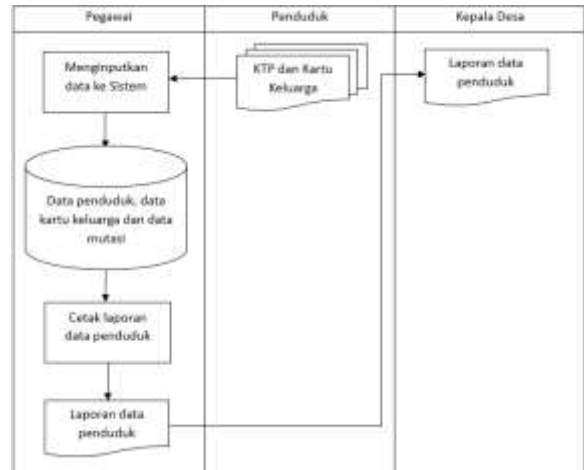 Pegawai
Penduduk
Kepala Desa
Menginputkan
data ke Sistem
KTP dan Kartu
Keluarga
Laporan data
penduduk
Data penduduk, data
kartu keluarga dan data
mutasi
Cetak laporan
data penduduk
Laporan data
penduduk